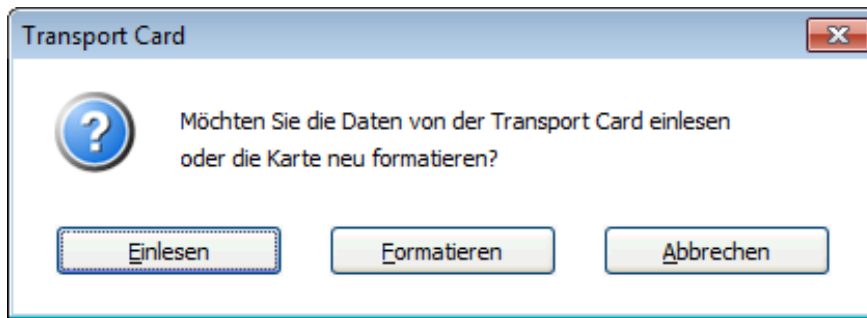 Transport Card
Möchten Sie die Daten von der Transport Card einlesen
oder die Karte neu formatieren?
Einlesen
Formatieren
Abbrechen